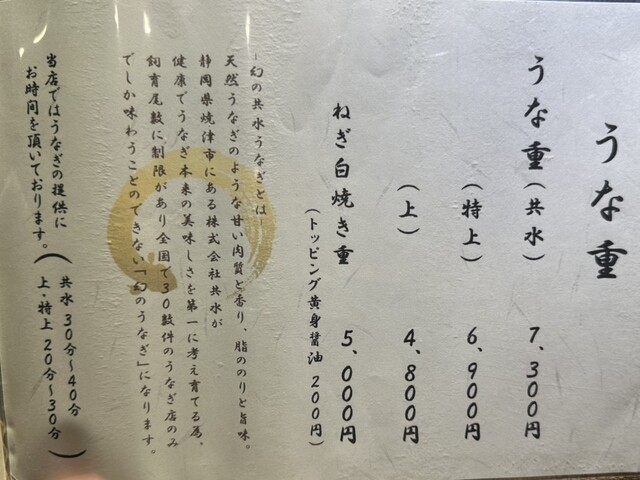 うな重
うな重(共水) 7,300円
(特上) 6,900円
(上) 4,800円
ねぎ白焼き重 5,000円
(トッピング黄身醤油 200円)
-幻の共水うなぎとは
天然うなぎのような甘い肉質と香り、脂ののりと旨味。
静岡県焼津市にある株式会社共水が
健康でうなぎ本来の美味しさを第一に考え育てる為、
飼育尾数に制限があり全国で30数件のうなぎ店のみ
でしか味わうことのできない「幻のうなぎ」になります。
当店ではうなぎの提供に
お時間を頂いております。
(共水 30分~40分
上・特上 20分~30分)